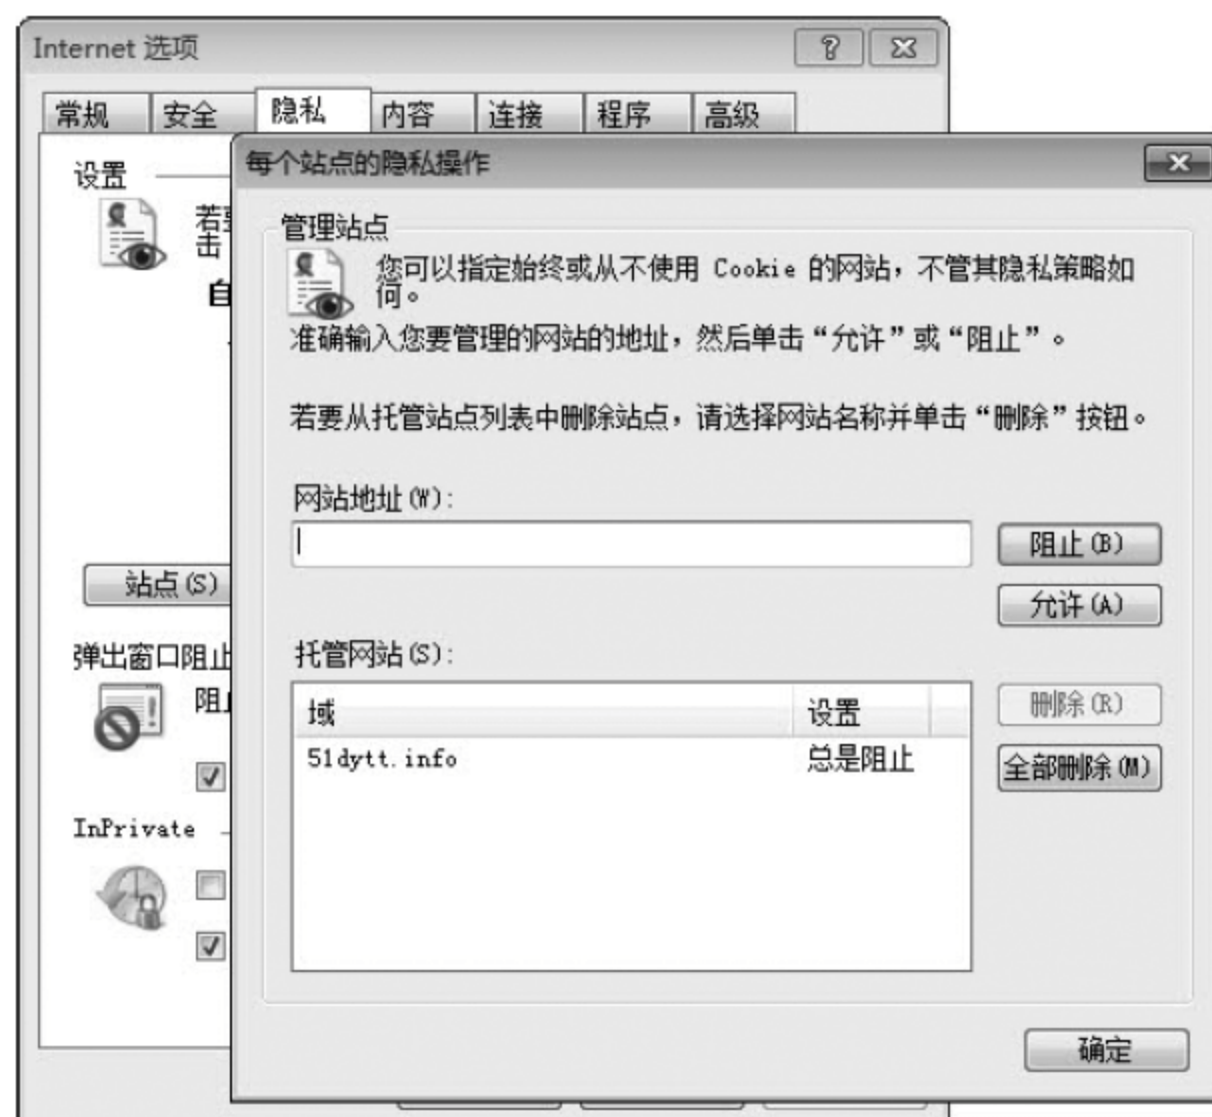 Internet 选项
常规 安全 隐私 内容 连接 程序 高级
设置
击
每个站点的隐私操作
管理站点
您可以指定始终或从不使用 Cookie 的网站，不管其隐私策略如
何。
准确输入您要管理的网站的地址，然后单击“允许”或“阻止”。
若要从托管站点列表中删除站点，请选择网站名称并单击“删除”按钮。
网站地址(W):
阻止(B)
允许(A)
站点(S)
弹出窗口阻止
托管网站(S):
域 设置
删除(R)
51dytt.info 总是阻止
全部删除(M)
InPrivate
确定